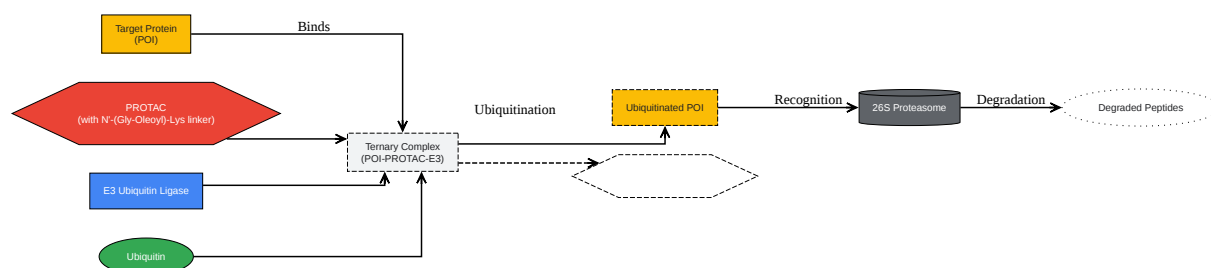 Target Protein
(POI)
Binds
PROTAC
(with N'-(Gly-Oleoyl)-Lys linker)
Ternary Complex
(POI-PROTAC-E3)
E3 Ubiquitin Ligase
Ubiquitin
Ubiquitination
Ubiquitinated POI
Recognition
26S Proteasome
Degradation
Degraded Peptides